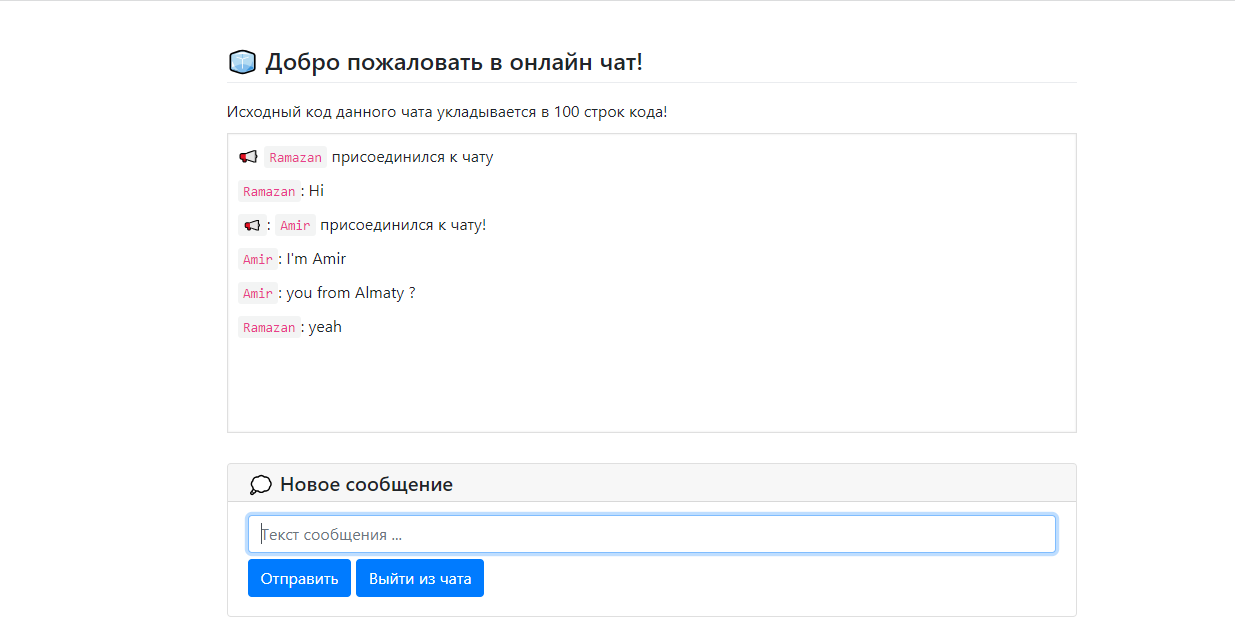 🧊 Добро пожаловать в онлайн чат!
Исходный код данного чата укладывается в 100 строк кода!
📢 Ramazan присоединился к чату
Ramazan: Hi
📢: Amir присоединился к чату!
Amir: I'm Amir
Amir: you from Almaty ?
Ramazan: yeah
💭 Новое сообщение
Текст сообщения ...
Отправить Выйти из чата